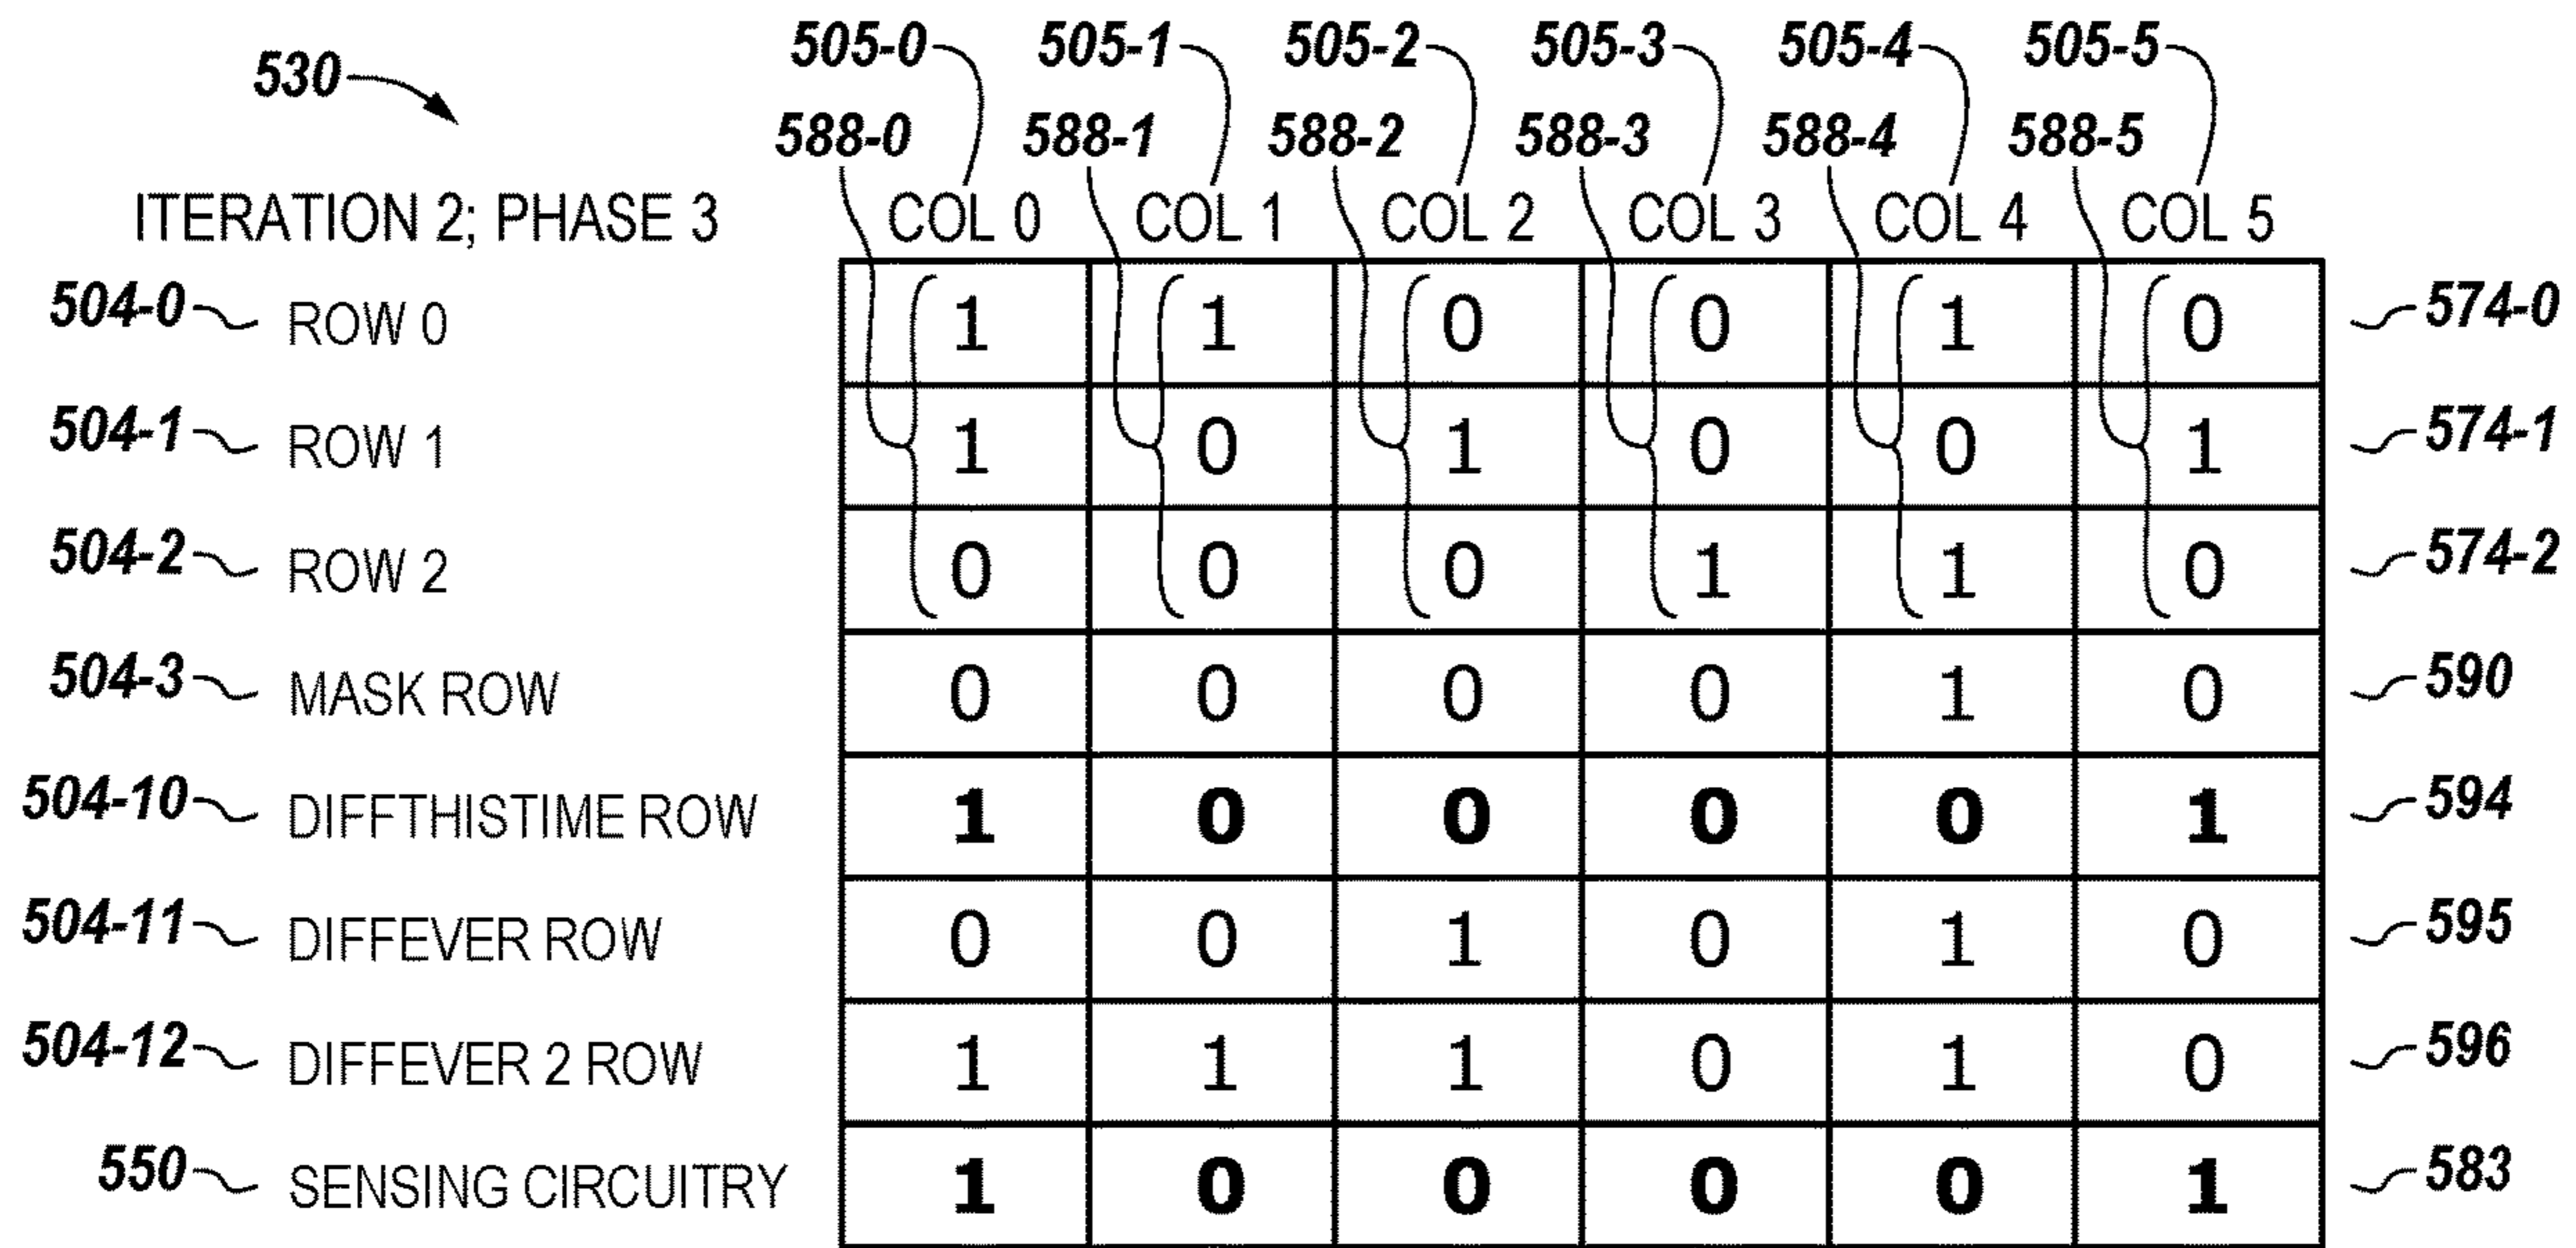 505-0 505-1 505-2 505-3 505-4 505-5
530
588-0 588-1 588-2 588-3 588-4 588-5
ITERATION 2; PHASE 3 COL 0 COL 1 COL 2 COL 3 COL 4 COL 5
504-0 ROW 0 1 1 0 0 1 0 574-0
504-1 ROW 1 1 0 1 0 0 1 574-1
504-2 ROW 2 0 0 0 1 1 0 574-2
504-3 MASK ROW 0 0 0 0 1 0 590
504-10 DIFFTHISTIME ROW 1 0 0 0 0 1 594
504-11 DIFFEVER ROW 0 0 1 0 1 0 595
504-12 DIFFEVER 2 ROW 1 1 1 0 1 0 596
550 SENSING CIRCUITRY 1 0 0 0 0 1 583